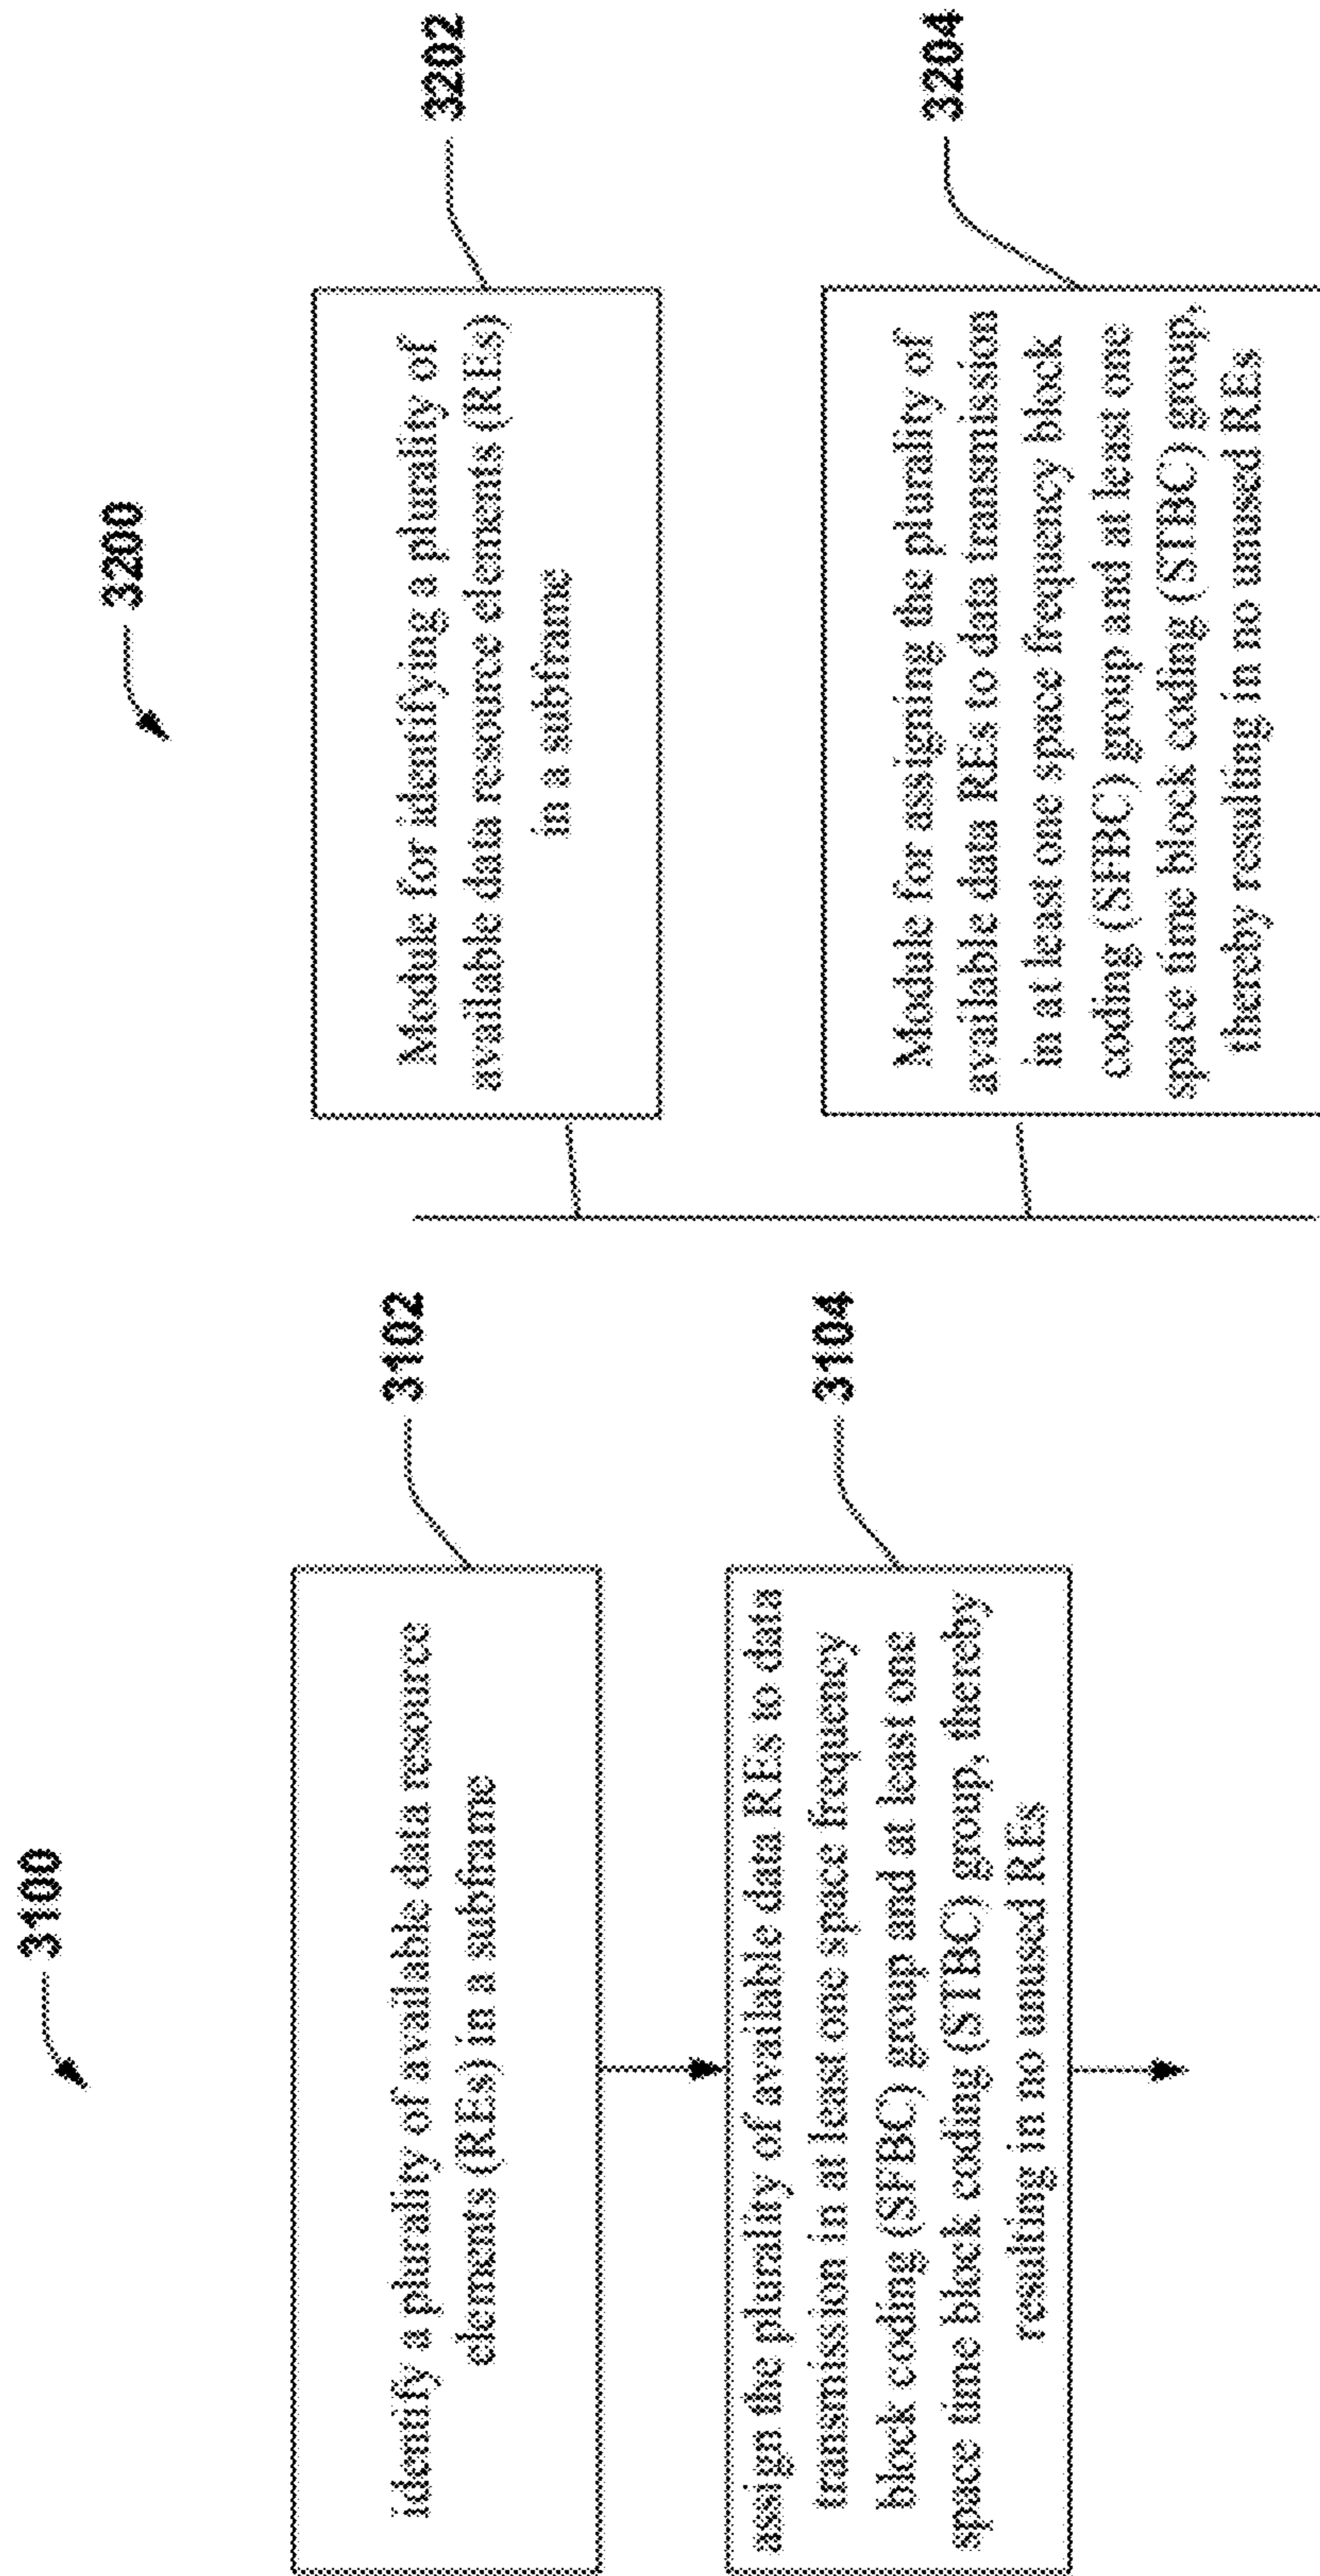 3100
identify a plurality of available data resource
elements (REs) in a subframe
3102
assign the plurality of available data REs to data
transmission in at least one space frequency
block coding (SFBC) group and at least one
space time block coding (STBC) group, thereby
resulting in no unused REs
3104
3200
Module for identifying a plurality of
available data resource elements (REs)
in a subframe
3202
Module for assigning the plurality of
available data REs to data transmission
in at least one space frequency block
coding (SFBC) group and at least one
space time block coding (STBC) group,
thereby resulting in no unused REs
3204